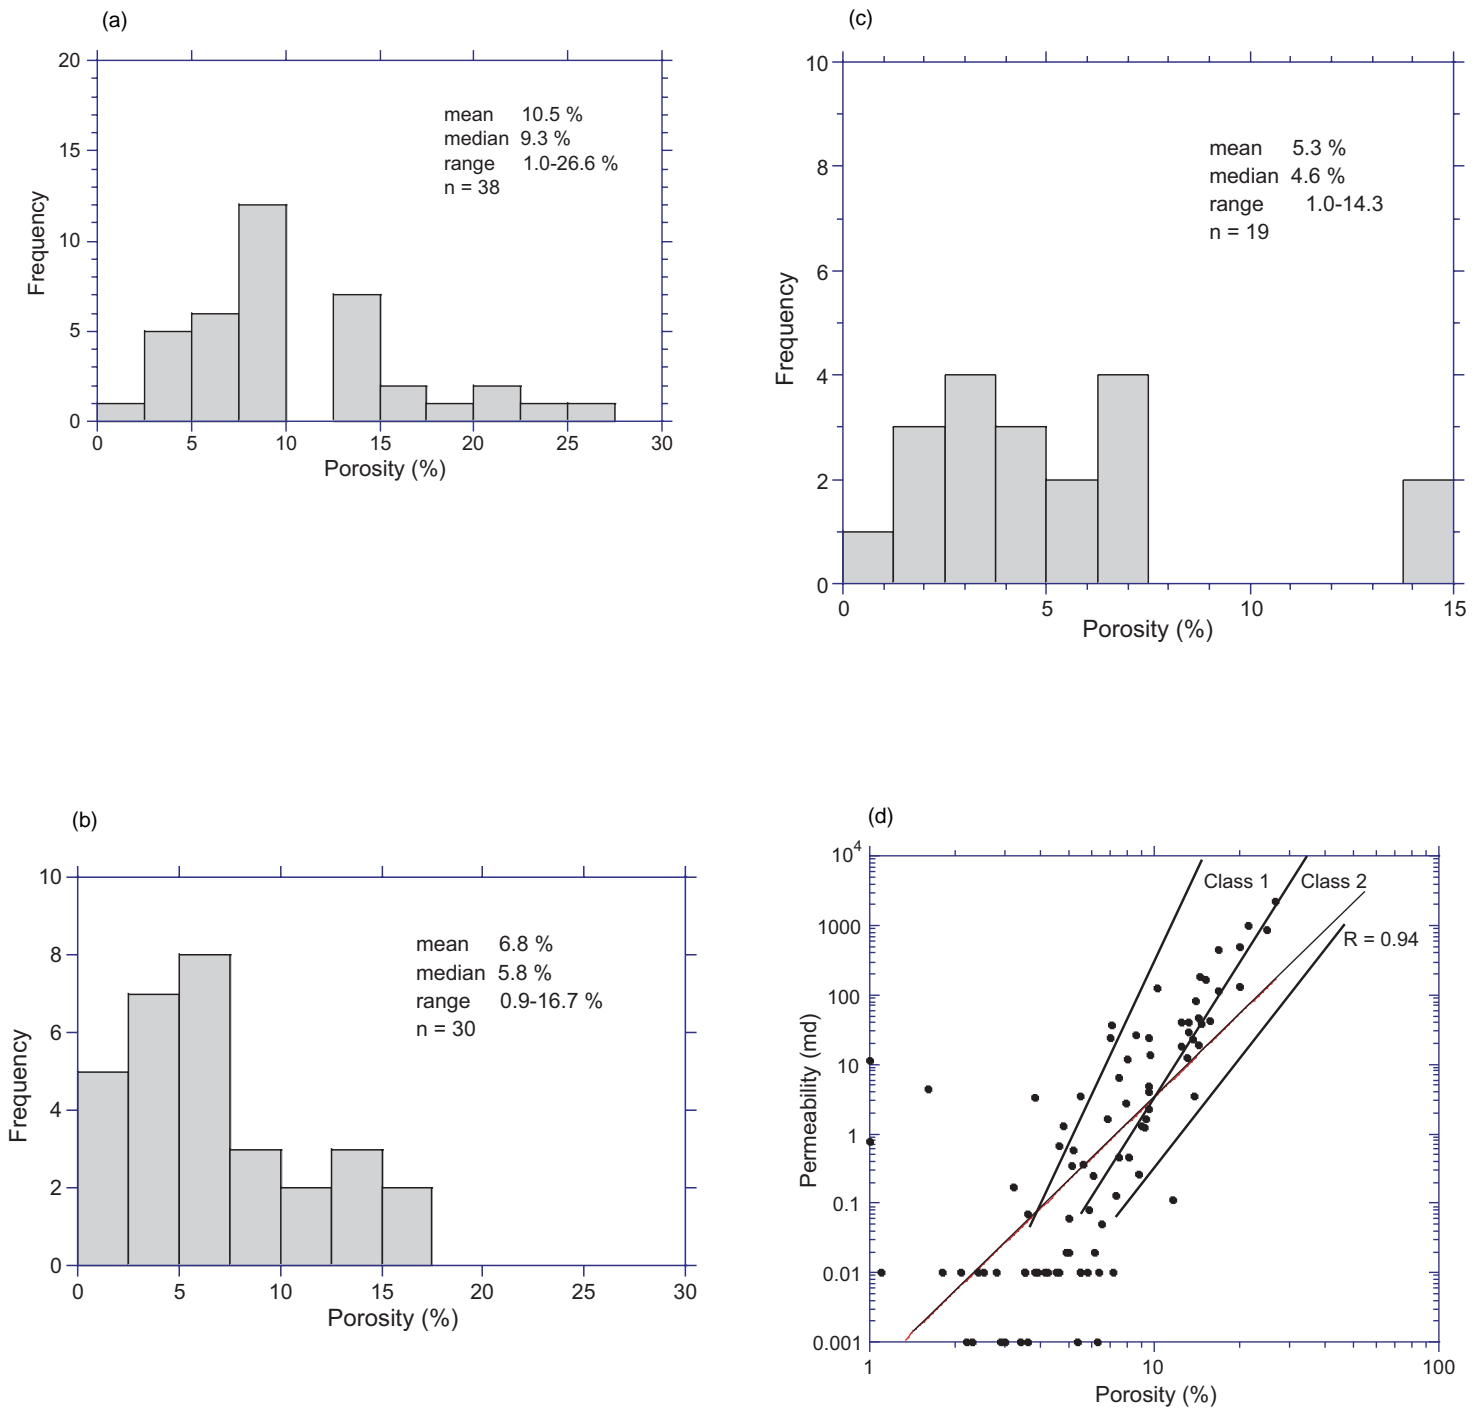 (a)
20
15
10
5
0
Frequency
mean 10.5 %
median 9.3 %
range 1.0-26.6 %
n = 38
0 5 10 15 20 25 30
Porosity (%)
(c)
10
8
6
4
2
0
Frequency
mean 5.3 %
median 4.6 %
range 1.0-14.3
n = 19
0 5 10 15
Porosity (%)
(b)
10
8
6
4
2
0
Frequency
mean 6.8 %
median 5.8 %
range 0.9-16.7 %
n = 30
0 5 10 15 20 25 30
Porosity (%)
(d)
10⁴
1000
100
10
1
0.1
0.01
0.001
Permeability (md)
Class 1
Class 2
R = 0.94
1 10 100
Porosity (%)